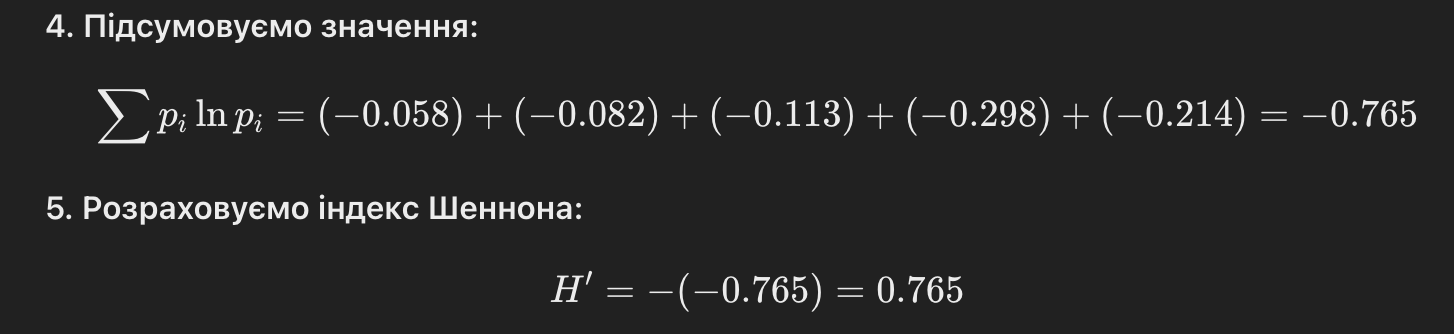 4. Підсумовуємо значення:
∑ pᵢ ln pᵢ = (−0.058) + (−0.082) + (−0.113) + (−0.298) + (−0.214) = −0.765
5. Розраховуємо індекс Шеннона:
H′ = −(−0.765) = 0.765